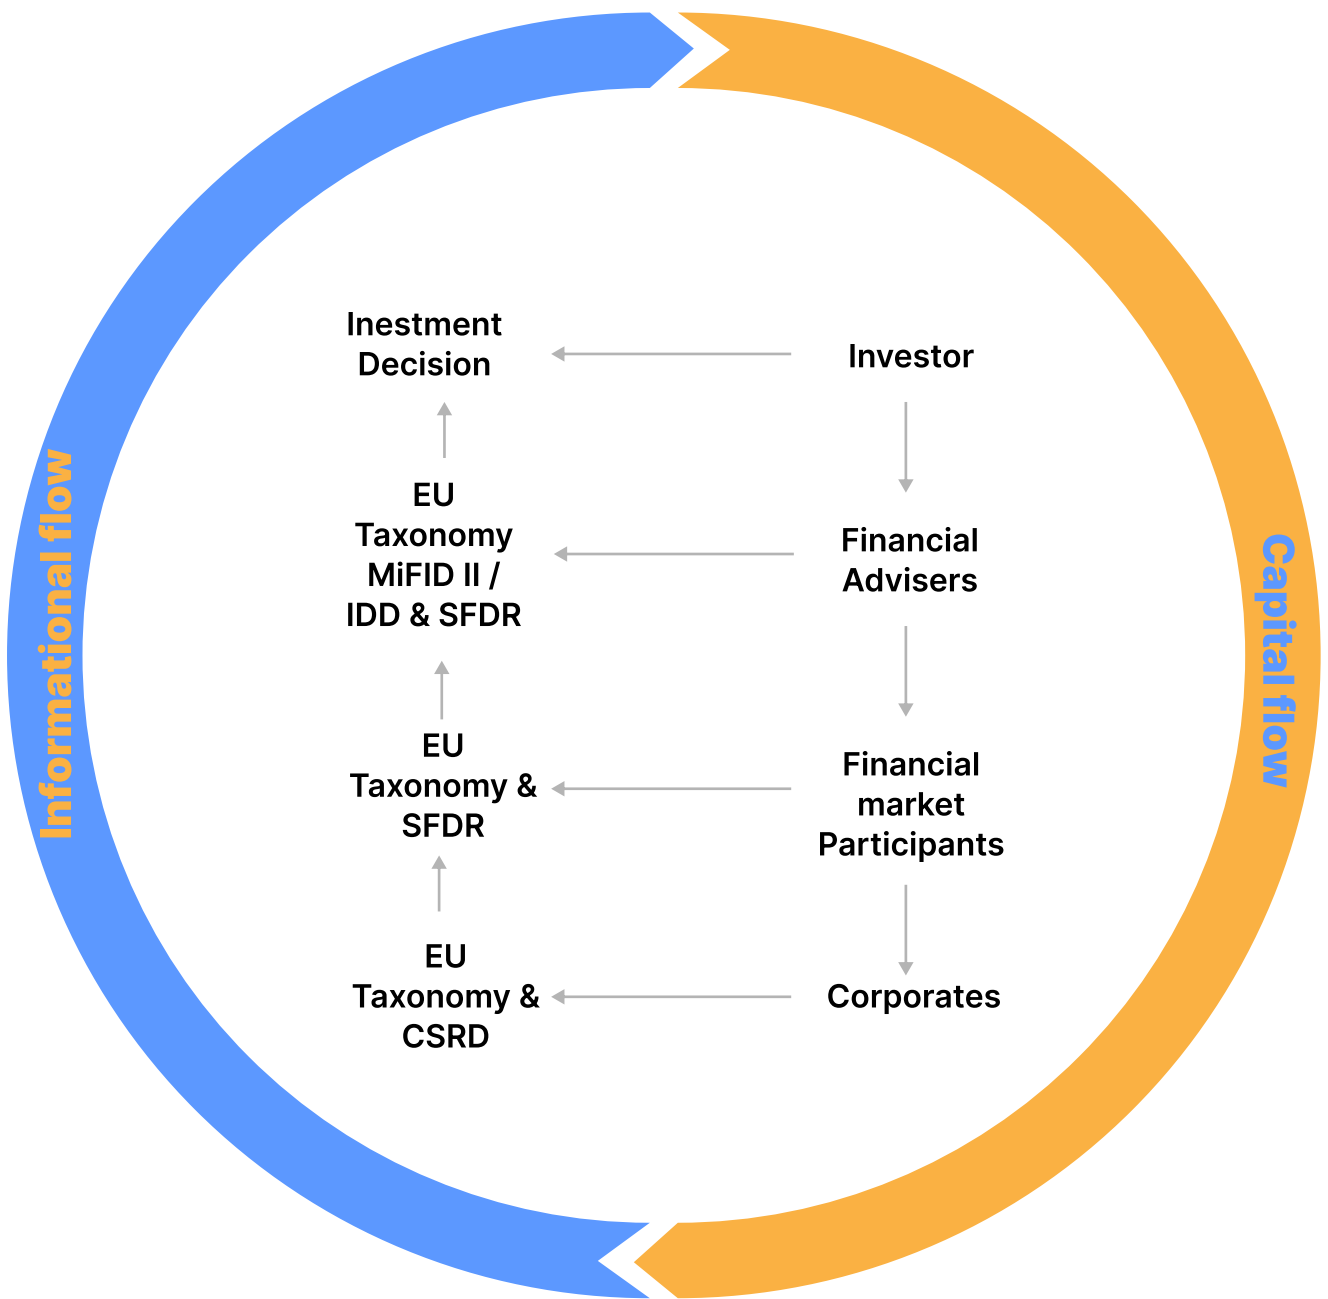 Informational flow
Inestment
Decision
Investor
EU
Taxonomy
MiFID II /
IDD & SFDR
Financial
Advisers
EU
Taxonomy &
SFDR
Financial
market
Participants
EU
Taxonomy &
CSRD
Corporates
Capital flow